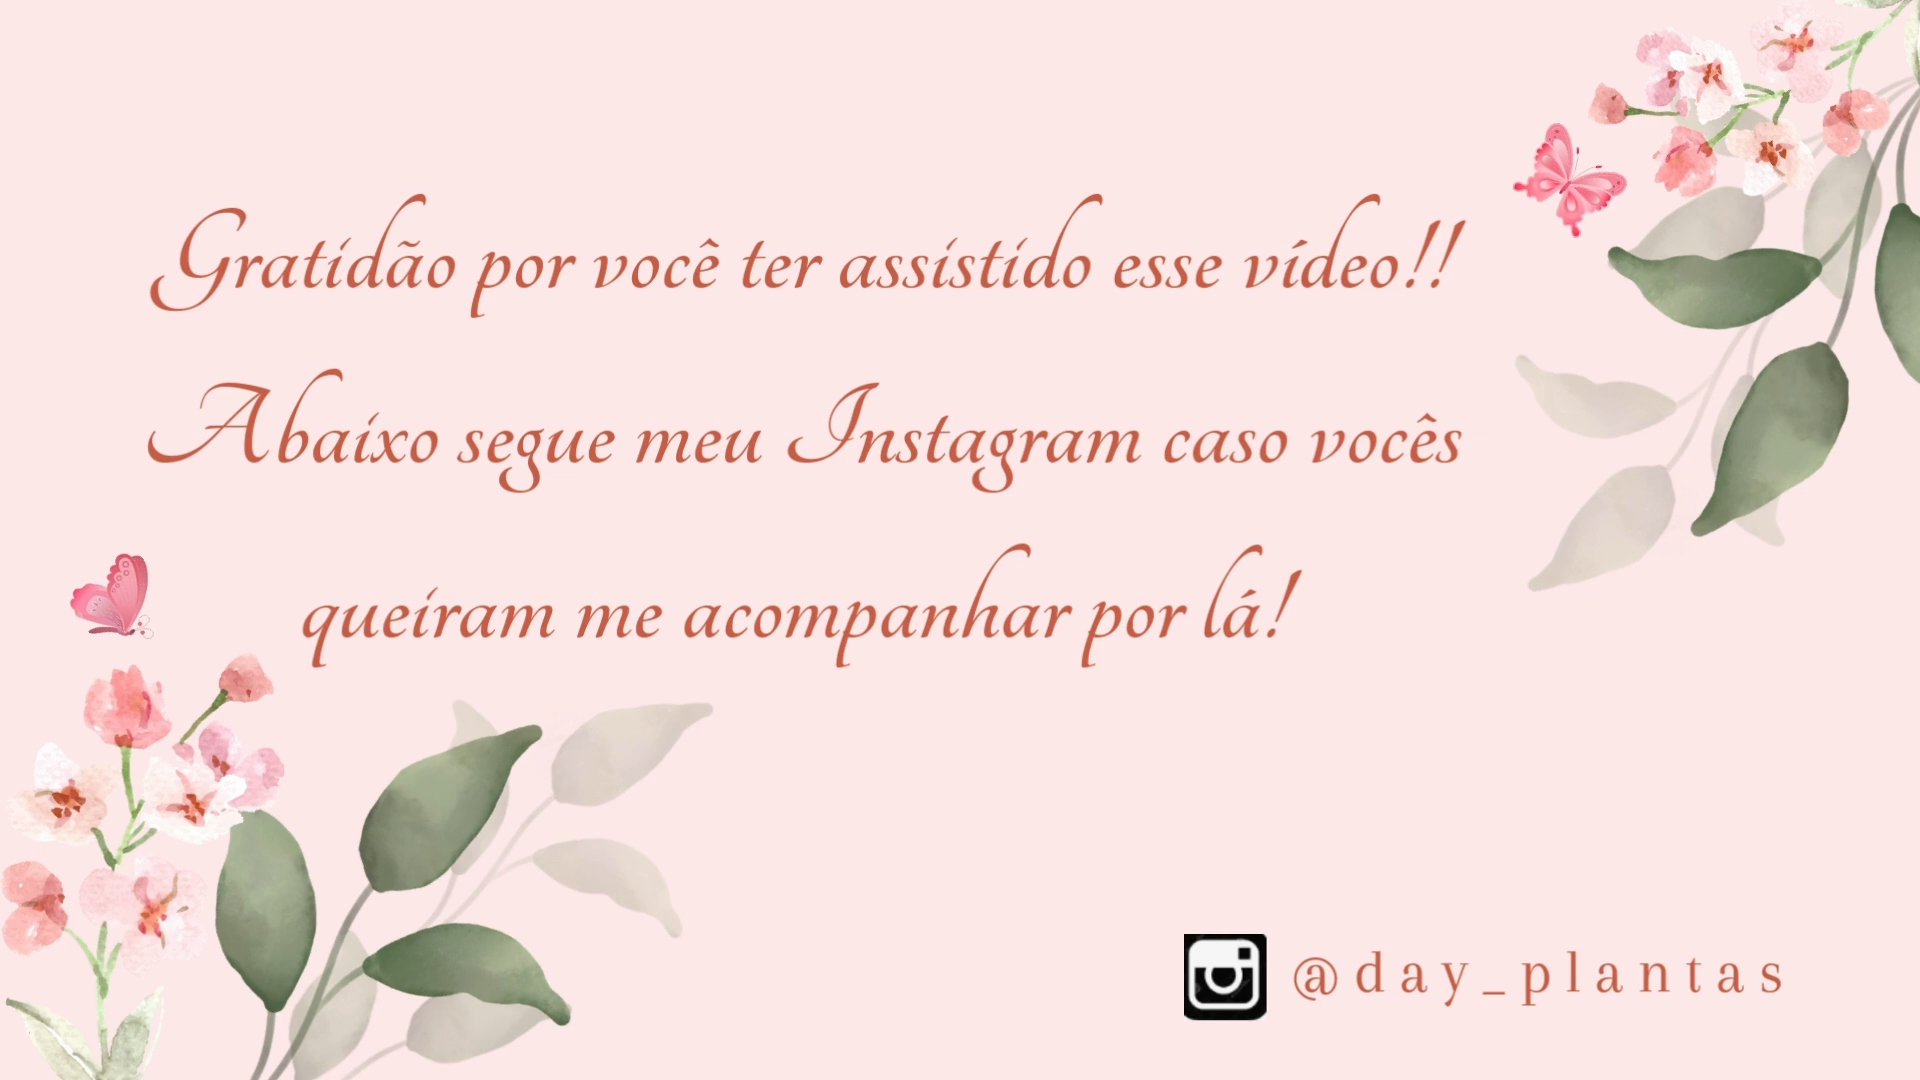 Gratidão por você ter assistido esse vídeo!!
Abaixo segue meu Instagram caso vocês
queiram me acompanhar por lá!
@day_plantas